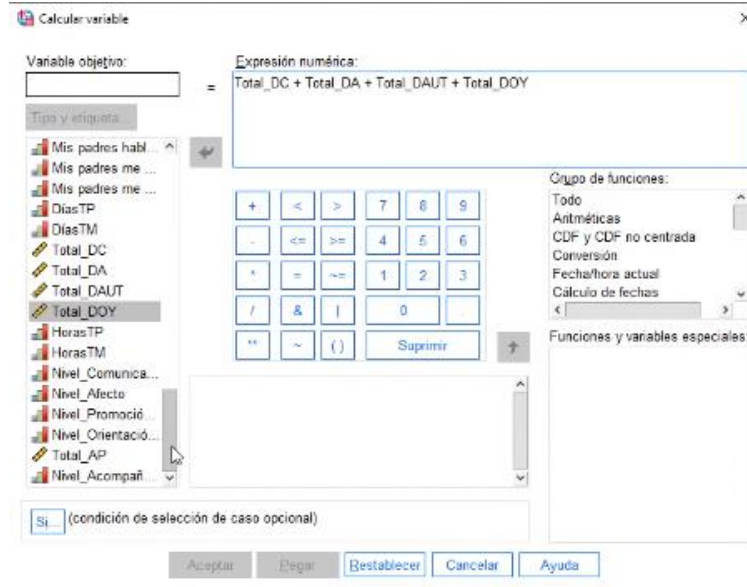 Calcular variable
Variable objetivo:
Expresión numérica:
=
Total_DC + Total_DA + Total_DAUT + Total_DOY
Tipo y etiqueta...
Mis padres habl...
Mis padres me ...
Mis padres me ...
DíasTP
DíasTM
Total_DC
Total_DA
Total_DAUT
Total_DOY
HorasTP
HorasTM
Nivel_Comunica...
Nivel_Afecto
Nivel_Promoció...
Nivel_Orientació...
Total_AP
Nivel_Acompañ...
+ < > 7 8 9
- <= >= 4 5 6
* = ~= 1 2 3
/ & | 0 .
** ~ ( ) Suprimir
Grupo de funciones:
Todo
Aritméticas
CDF y CDF no centrada
Conversión
Fecha/hora actual
Cálculo de fechas
Funciones y variables especiales:
Si... (condición de selección de caso opcional)
Aceptar Pegar Restablecer Cancelar Ayuda